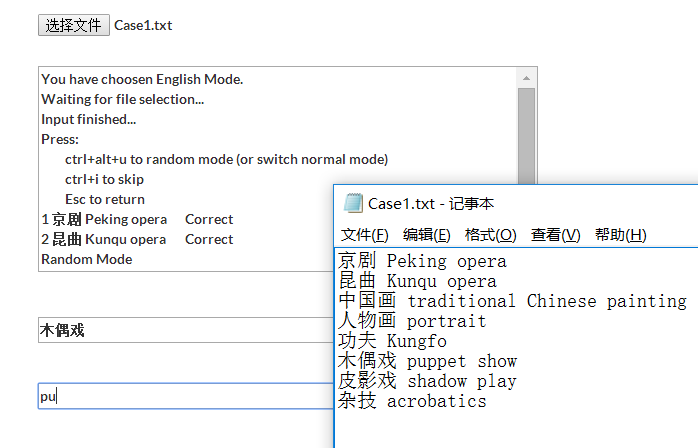 选择文件 Case1.txt
You have choosen English Mode.
Waiting for file selection...
Input finished...
Press:
ctrl+alt+u to random mode (or switch normal mode)
ctrl+i to skip
Esc to return
1 京剧 Peking opera Correct
2 昆曲 Kunqu opera Correct
Random Mode
木偶戏
pu
Case1.txt - 记事本
文件(F) 编辑(E) 格式(O) 查看(V) 帮助(H)
京剧 Peking opera
昆曲 Kunqu opera
中国画 traditional Chinese painting
人物画 portrait
功夫 Kungfo
木偶戏 puppet show
皮影戏 shadow play
杂技 acrobatics